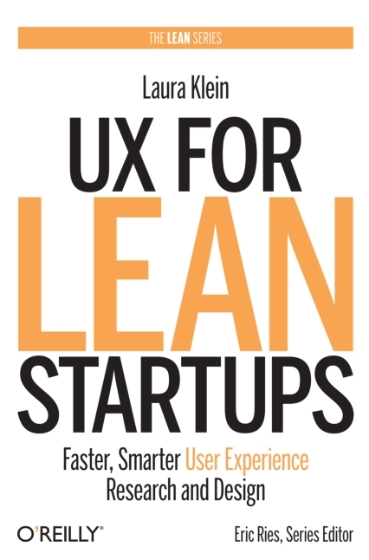 THE LEAN SERIES
Laura Klein
UX FOR
LEAN
STARTUPS
Faster, Smarter User Experience
Research and Design
O'REILLY®
Eric Ries, Series Editor